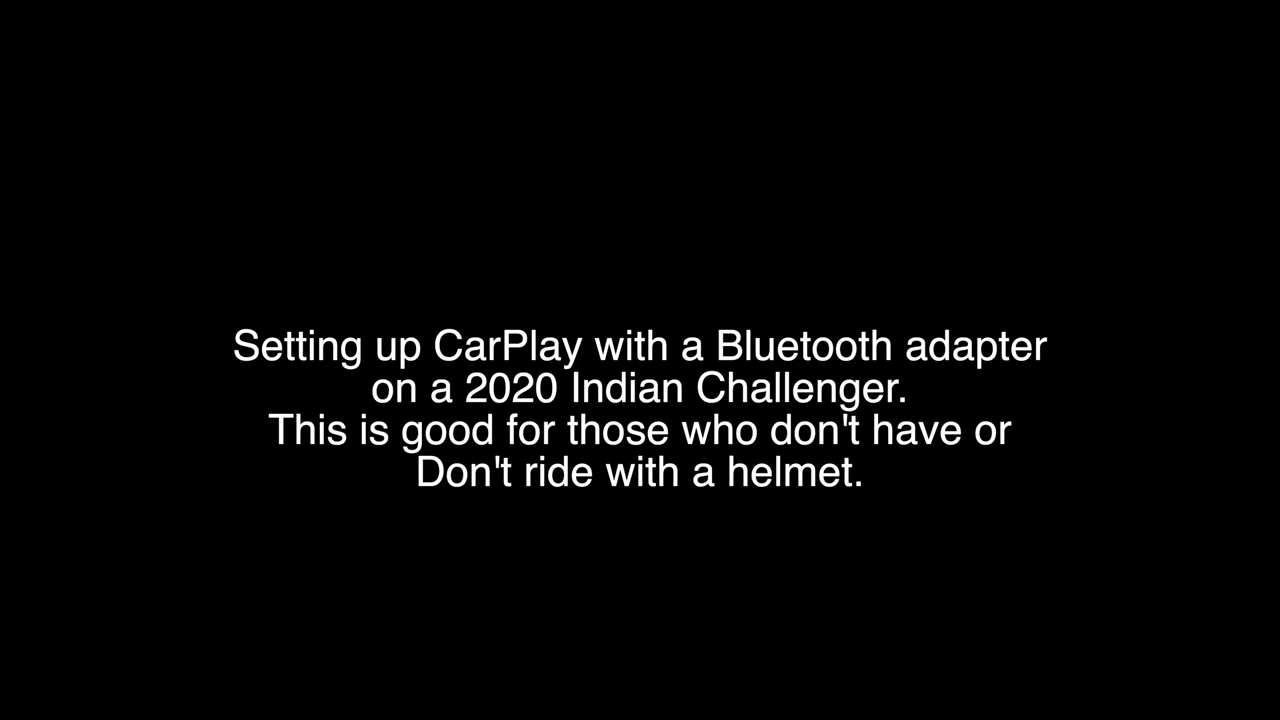 Setting up CarPlay with a Bluetooth adapter
on a 2020 Indian Challenger.
This is good for those who don't have or
Don't ride with a helmet.